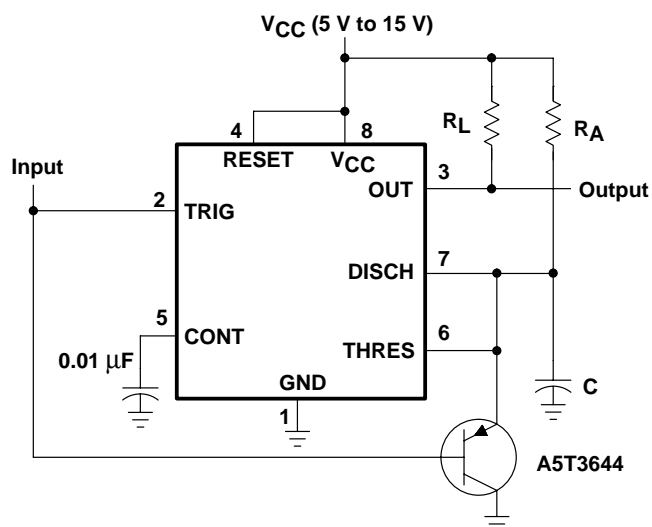 VCC (5 V to 15 V)
4
8
RL
RA
RESET
VCC
Input
3
OUT
Output
2
TRIG
7
DISCH
5
CONT
6
THRES
0.01 μF
GND
1
C
A5T3644